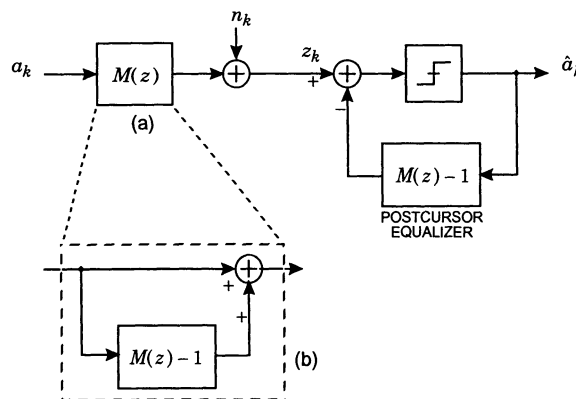 n_k
a_k
M(z)
z_k
â_k
+
+
−
(a)
M(z) − 1
POSTCURSOR
EQUALIZER
+
+
+
M(z) − 1
(b)